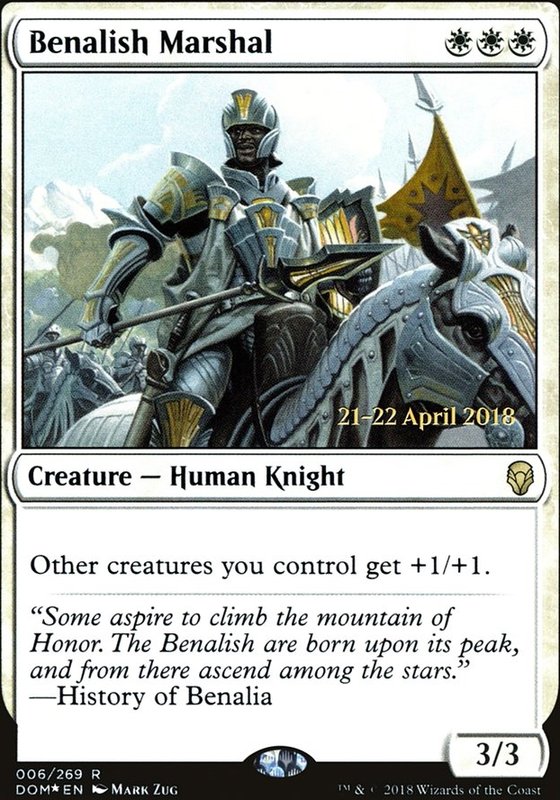 Benalish Marshal
21–22 April 2018
Creature — Human Knight
Other creatures you control get +1/+1.
“Some aspire to climb the mountain of
Honor. The Benalish are born upon its peak,
and from there ascend among the stars.”
—History of Benalia
3/3
006/269 R
DOM★EN Mark Zug
™ & © 2018 Wizards of the Coast